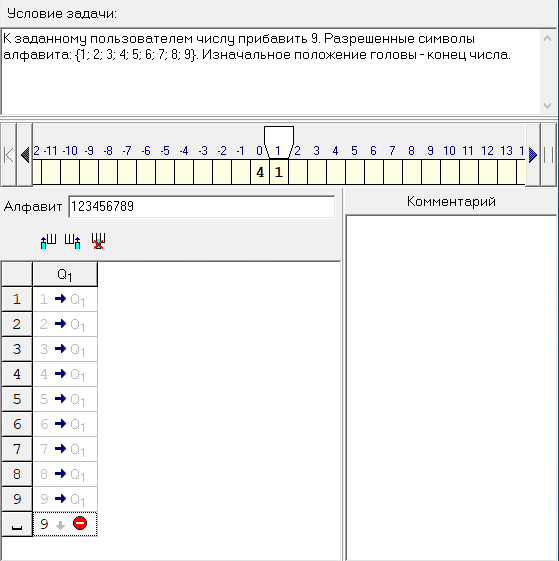 Условие задачи:
К заданному пользователем числу прибавить 9. Разрешенные символы
алфавита: {1; 2; 3; 4; 5; 6; 7; 8; 9}. Изначальное положение головы - конец числа.
2 -11 -10 -9 -8 -7 -6 -5 -4 -3 -2 -1 0 1 2 3 4 5 6 7 8 9 10 11 12 13 1
4 1
Алфавит 123456789
Комментарий
Q1
1 1 → Q1
2 2 → Q1
3 3 → Q1
4 4 → Q1
5 5 → Q1
6 6 → Q1
7 7 → Q1
8 8 → Q1
9 9 → Q1
␣ 9 ↓